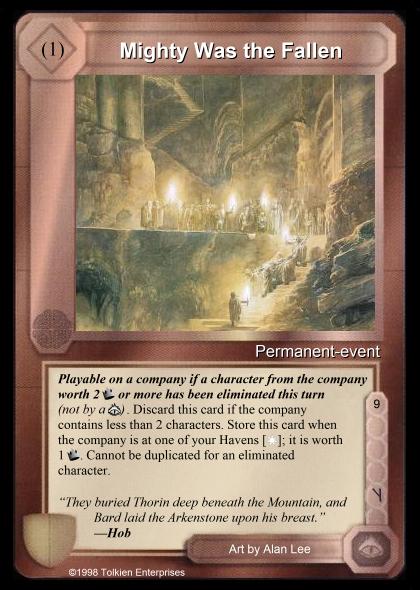 (1)
Mighty Was the Fallen
Permanent-event
Playable on a company if a character from the company
worth 2 or more has been eliminated this turn
(not by a ). Discard this card if the company
contains less than 2 characters. Store this card when
the company is at one of your Havens [ ]; it is worth
1 . Cannot be duplicated for an eliminated
character.
9
“They buried Thorin deep beneath the Mountain, and
Bard laid the Arkenstone upon his breast.”
—Hob
Art by Alan Lee
©1998 Tolkien Enterprises